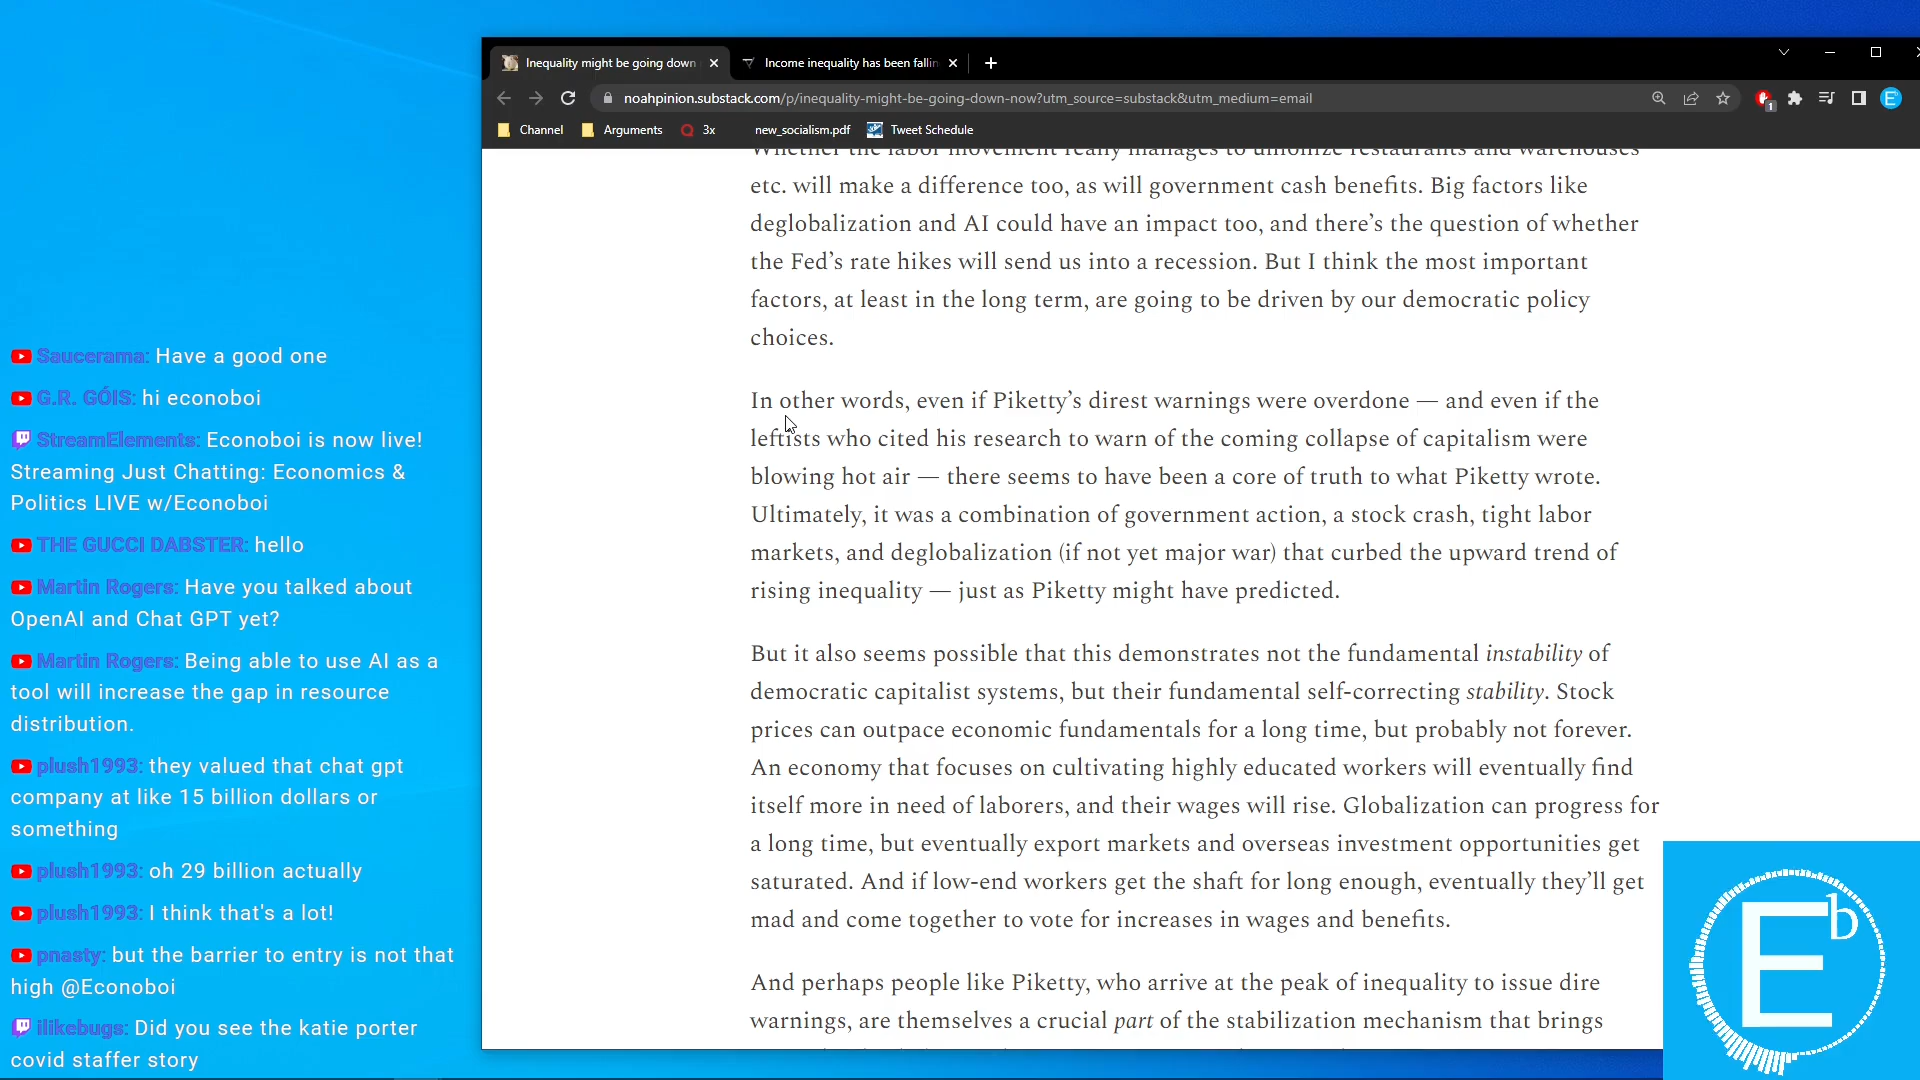 Inequality might be going down
Income inequality has been fallin
noahpinion.substack.com/p/inequality-might-be-going-down-now?utm_source=substack&utm_medium=email
1
E
Channel
Arguments
3x
new_socialism.pdf
Tweet Schedule
Whether the labor movement really manages to unionize restaurants and warehouses
etc. will make a difference too, as will government cash benefits. Big factors like
deglobalization and AI could have an impact too, and there’s the question of whether
the Fed’s rate hikes will send us into a recession. But I think the most important
factors, at least in the long term, are going to be driven by our democratic policy
choices.
In other words, even if Piketty’s direst warnings were overdone — and even if the
leftists who cited his research to warn of the coming collapse of capitalism were
blowing hot air — there seems to have been a core of truth to what Piketty wrote.
Ultimately, it was a combination of government action, a stock crash, tight labor
markets, and deglobalization (if not yet major war) that curbed the upward trend of
rising inequality — just as Piketty might have predicted.
But it also seems possible that this demonstrates not the fundamental instability of
democratic capitalist systems, but their fundamental self-correcting stability. Stock
prices can outpace economic fundamentals for a long time, but probably not forever.
An economy that focuses on cultivating highly educated workers will eventually find
itself more in need of laborers, and their wages will rise. Globalization can progress for
a long time, but eventually export markets and overseas investment opportunities get
saturated. And if low-end workers get the shaft for long enough, eventually they’ll get
mad and come together to vote for increases in wages and benefits.
And perhaps people like Piketty, who arrive at the peak of inequality to issue dire
warnings, are themselves a crucial part of the stabilization mechanism that brings
Saucerama: Have a good one
G.R. GÓIS: hi econoboi
StreamElements: Econoboi is now live!
Streaming Just Chatting: Economics &
Politics LIVE w/Econoboi
THE GUCCI DABSTER: hello
Martin Rogers: Have you talked about
OpenAI and Chat GPT yet?
Martin Rogers: Being able to use AI as a
tool will increase the gap in resource
distribution.
plush1993: they valued that chat gpt
company at like 15 billion dollars or
something
plush1993: oh 29 billion actually
plush1993: I think that's a lot!
pnasty: but the barrier to entry is not that
high @Econoboi
ilikebugs: Did you see the katie porter
covid staffer story
Eb